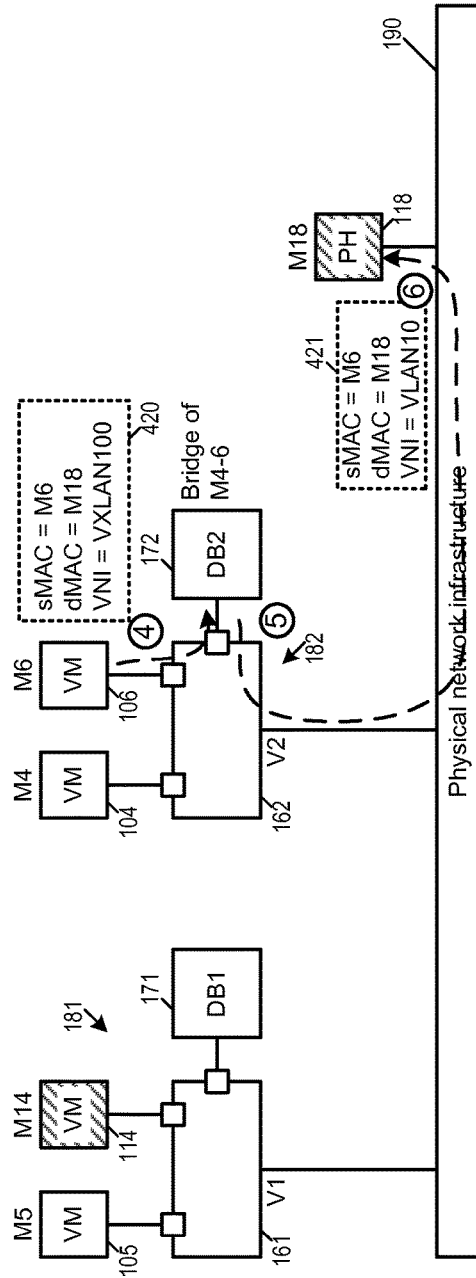 M5
VM
105
M14
VM
114
181
171
DB1
V1
161
M4
VM
104
M6
VM
106
④
sMAC = M6
dMAC = M18
VNI = VXLAN100
420
Bridge of
M4-6
172
DB2
⑤
182
V2
162
421
sMAC = M6
dMAC = M18
VNI = VLAN10
⑥
M18
PH
118
190
Physical network infrastructure